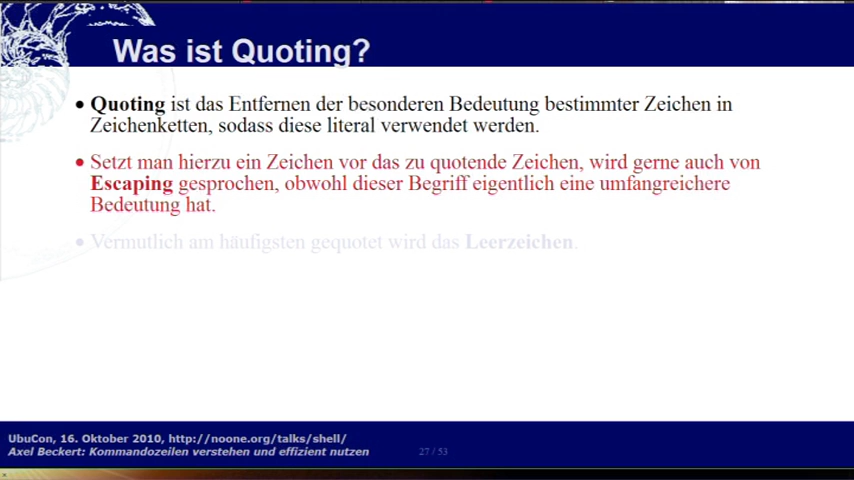 Was ist Quoting?
• Quoting ist das Entfernen der besonderen Bedeutung bestimmter Zeichen in
Zeichenketten, sodass diese literal verwendet werden.
• Setzt man hierzu ein Zeichen vor das zu quotende Zeichen, wird gerne auch von
Escaping gesprochen, obwohl dieser Begriff eigentlich eine umfangreichere
Bedeutung hat.
• Vermutlich am häufigsten gequotet wird das Leerzeichen.
UbuCon, 16. Oktober 2010, http://noone.org/talks/shell/
Axel Beckert: Kommandozeilen verstehen und effizient nutzen
27 / 53